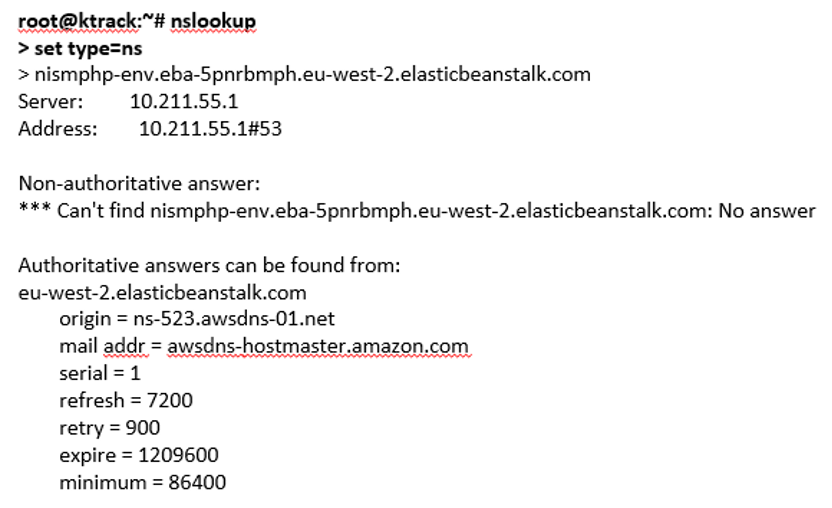 root@ktrack:~# nslookup
> set type=ns
> nismphp-env.eba-5pnrbmph.eu-west-2.elasticbeanstalk.com
Server: 10.211.55.1
Address: 10.211.55.1#53
Non-authoritative answer:
*** Can't find nismphp-env.eba-5pnrbmph.eu-west-2.elasticbeanstalk.com: No answer
Authoritative answers can be found from:
eu-west-2.elasticbeanstalk.com
origin = ns-523.awsdns-01.net
mail addr = awsdns-hostmaster.amazon.com
serial = 1
refresh = 7200
retry = 900
expire = 1209600
minimum = 86400